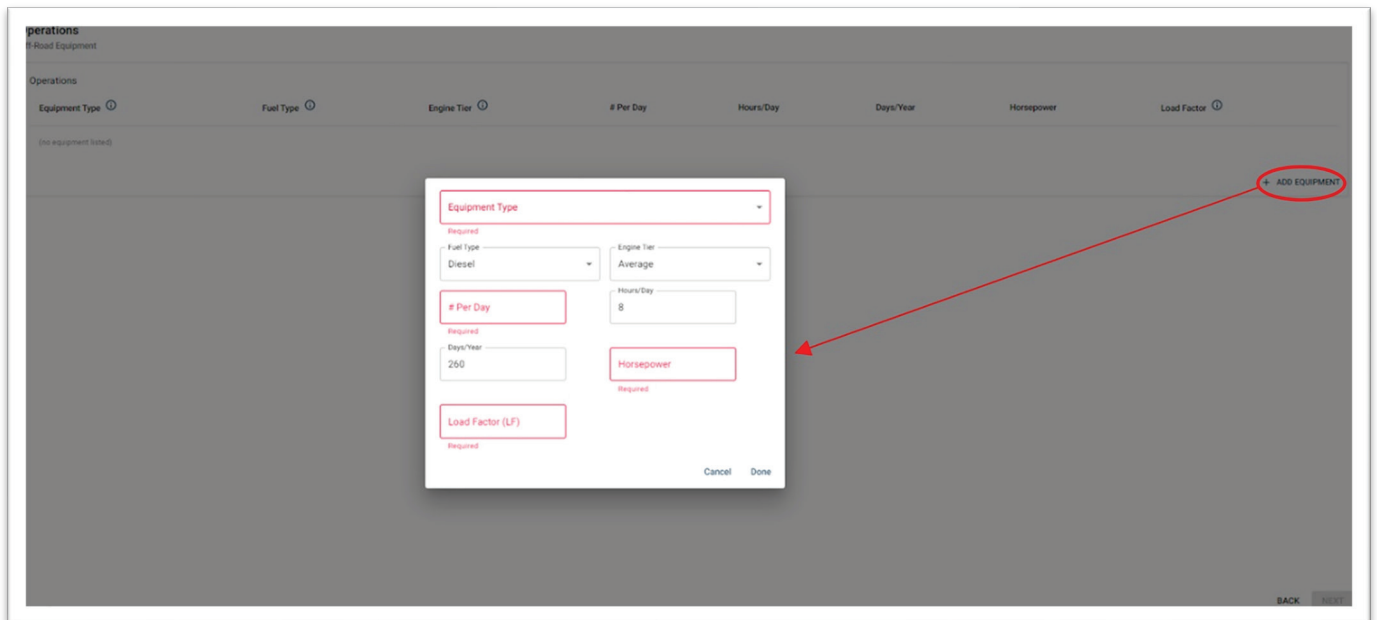 perations
ff-Road Equipment
Operations
Equipment Type Fuel Type Engine Tier # Per Day Hours/Day Days/Year Horsepower Load Factor
(no equipment listed)
+ ADD EQUIPMENT
Equipment Type
Required
Fuel Type Engine Tier
Diesel Average
Hours/Day
# Per Day 8
Required
Days/Year
260 Horsepower
Required
Load Factor (LF)
Required
Cancel Done
BACK NEXT